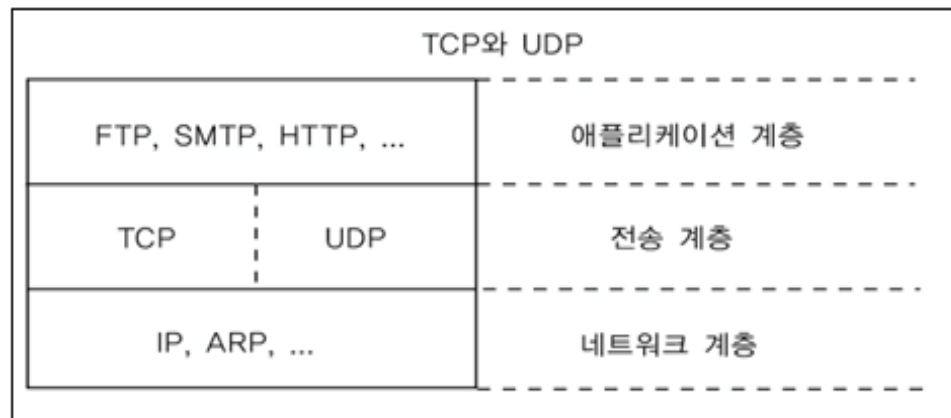 TCP와 UDP
FTP, SMTP, HTTP, ... 애플리케이션 계층
TCP UDP 전송 계층
IP, ARP, ... 네트워크 계층